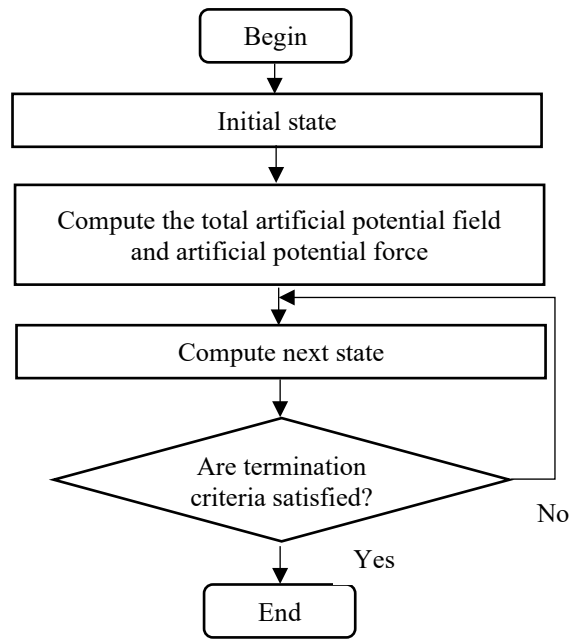 Begin
Initial state
Compute the total artificial potential field
and artificial potential force
Compute next state
Are termination
criteria satisfied?
No
Yes
End